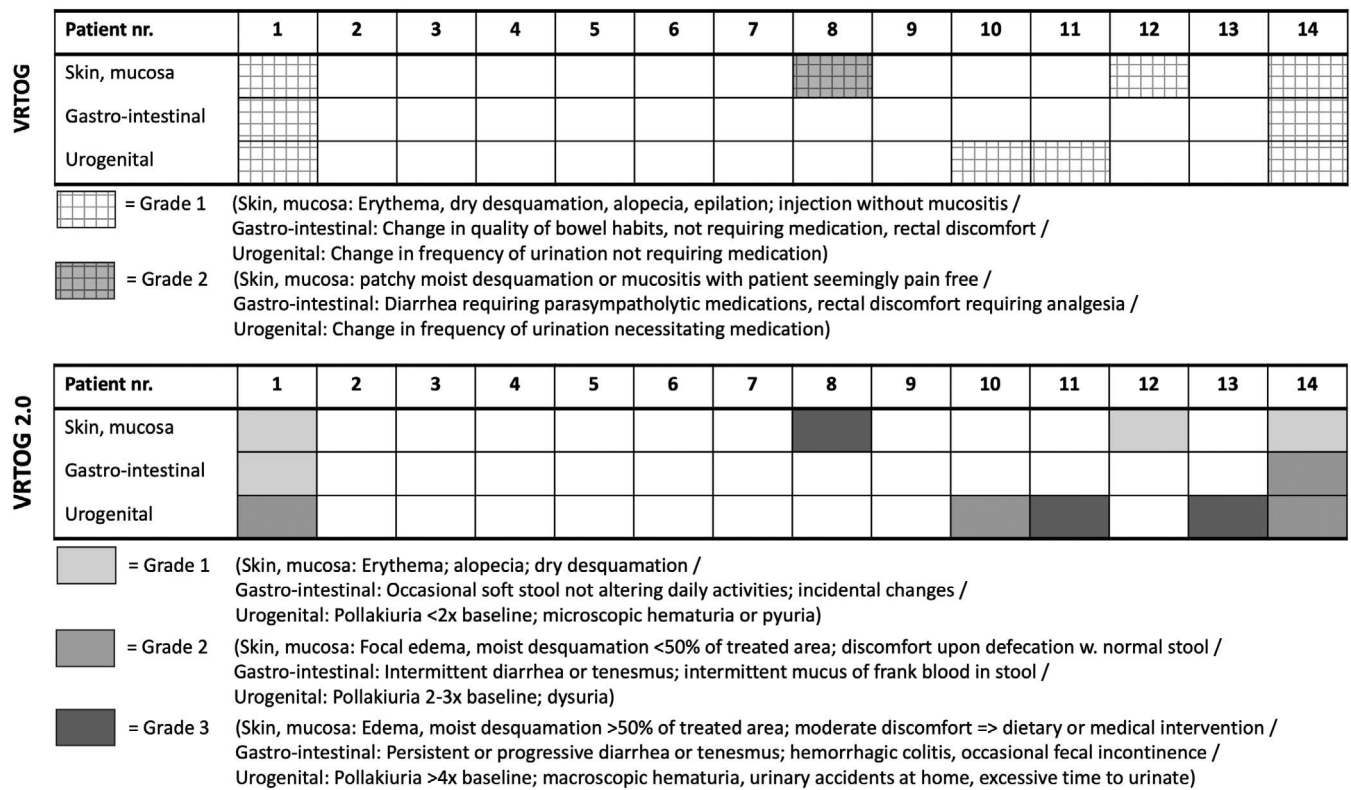 VRTOG
Patient nr. 1 2 3 4 5 6 7 8 9 10 11 12 13 14
Skin, mucosa
Gastro-intestinal
Urogenital
= Grade 1 (Skin, mucosa: Erythema, dry desquamation, alopecia, epilation; injection without mucositis /
Gastro-intestinal: Change in quality of bowel habits, not requiring medication, rectal discomfort /
Urogenital: Change in frequency of urination not requiring medication)
= Grade 2 (Skin, mucosa: patchy moist desquamation or mucositis with patient seemingly pain free /
Gastro-intestinal: Diarrhea requiring parasympatholytic medications, rectal discomfort requiring analgesia /
Urogenital: Change in frequency of urination necessitating medication)
VRTOG 2.0
Patient nr. 1 2 3 4 5 6 7 8 9 10 11 12 13 14
Skin, mucosa
Gastro-intestinal
Urogenital
= Grade 1 (Skin, mucosa: Erythema; alopecia; dry desquamation /
Gastro-intestinal: Occasional soft stool not altering daily activities; incidental changes /
Urogenital: Pollakiuria <2x baseline; microscopic hematuria or pyuria)
= Grade 2 (Skin, mucosa: Focal edema, moist desquamation <50% of treated area; discomfort upon defecation w. normal stool /
Gastro-intestinal: Intermittent diarrhea or tenesmus; intermittent mucus of frank blood in stool /
Urogenital: Pollakiuria 2-3x baseline; dysuria)
= Grade 3 (Skin, mucosa: Edema, moist desquamation >50% of treated area; moderate discomfort => dietary or medical intervention /
Gastro-intestinal: Persistent or progressive diarrhea or tenesmus; hemorrhagic colitis, occasional fecal incontinence /
Urogenital: Pollakiuria >4x baseline; macroscopic hematuria, urinary accidents at home, excessive time to urinate)